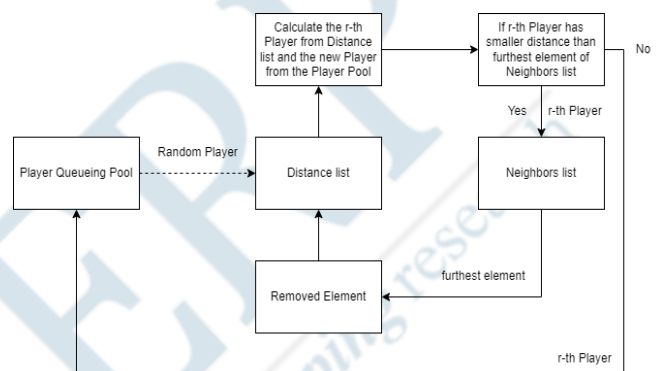 Calculate the r-th
Player from Distance
list and the new Player
from the Player Pool
If r-th Player has
smaller distance than
furthest element of
Neighbors list
No
Yes
r-th Player
Player Queueing Pool
Random Player
Distance list
Neighbors list
Removed Element
furthest element
r-th Player